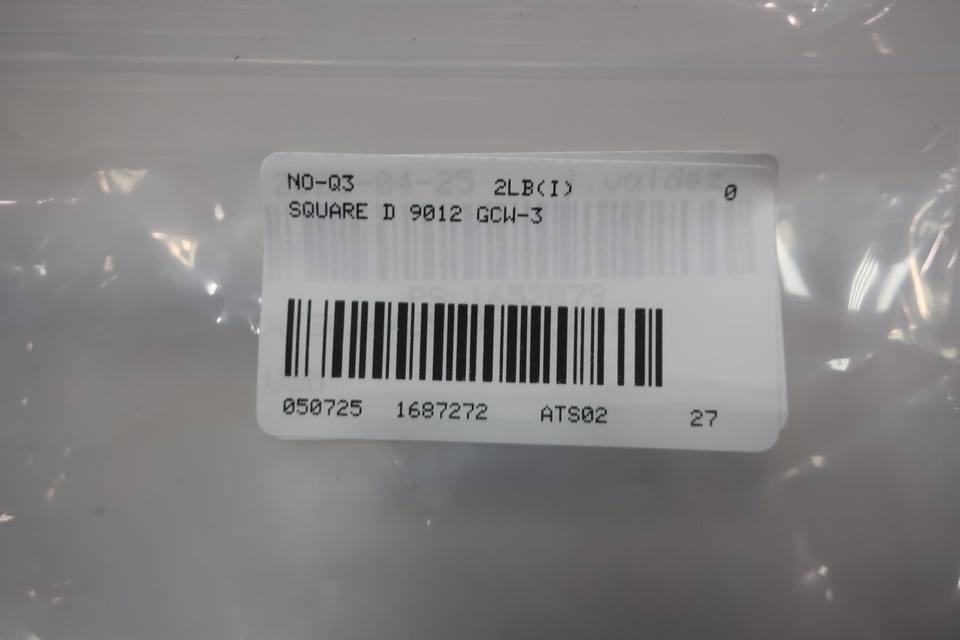 NO-Q3 2LB(I) 0
SQUARE D 9012 GCW-3
050725 1687272 ATS02 27